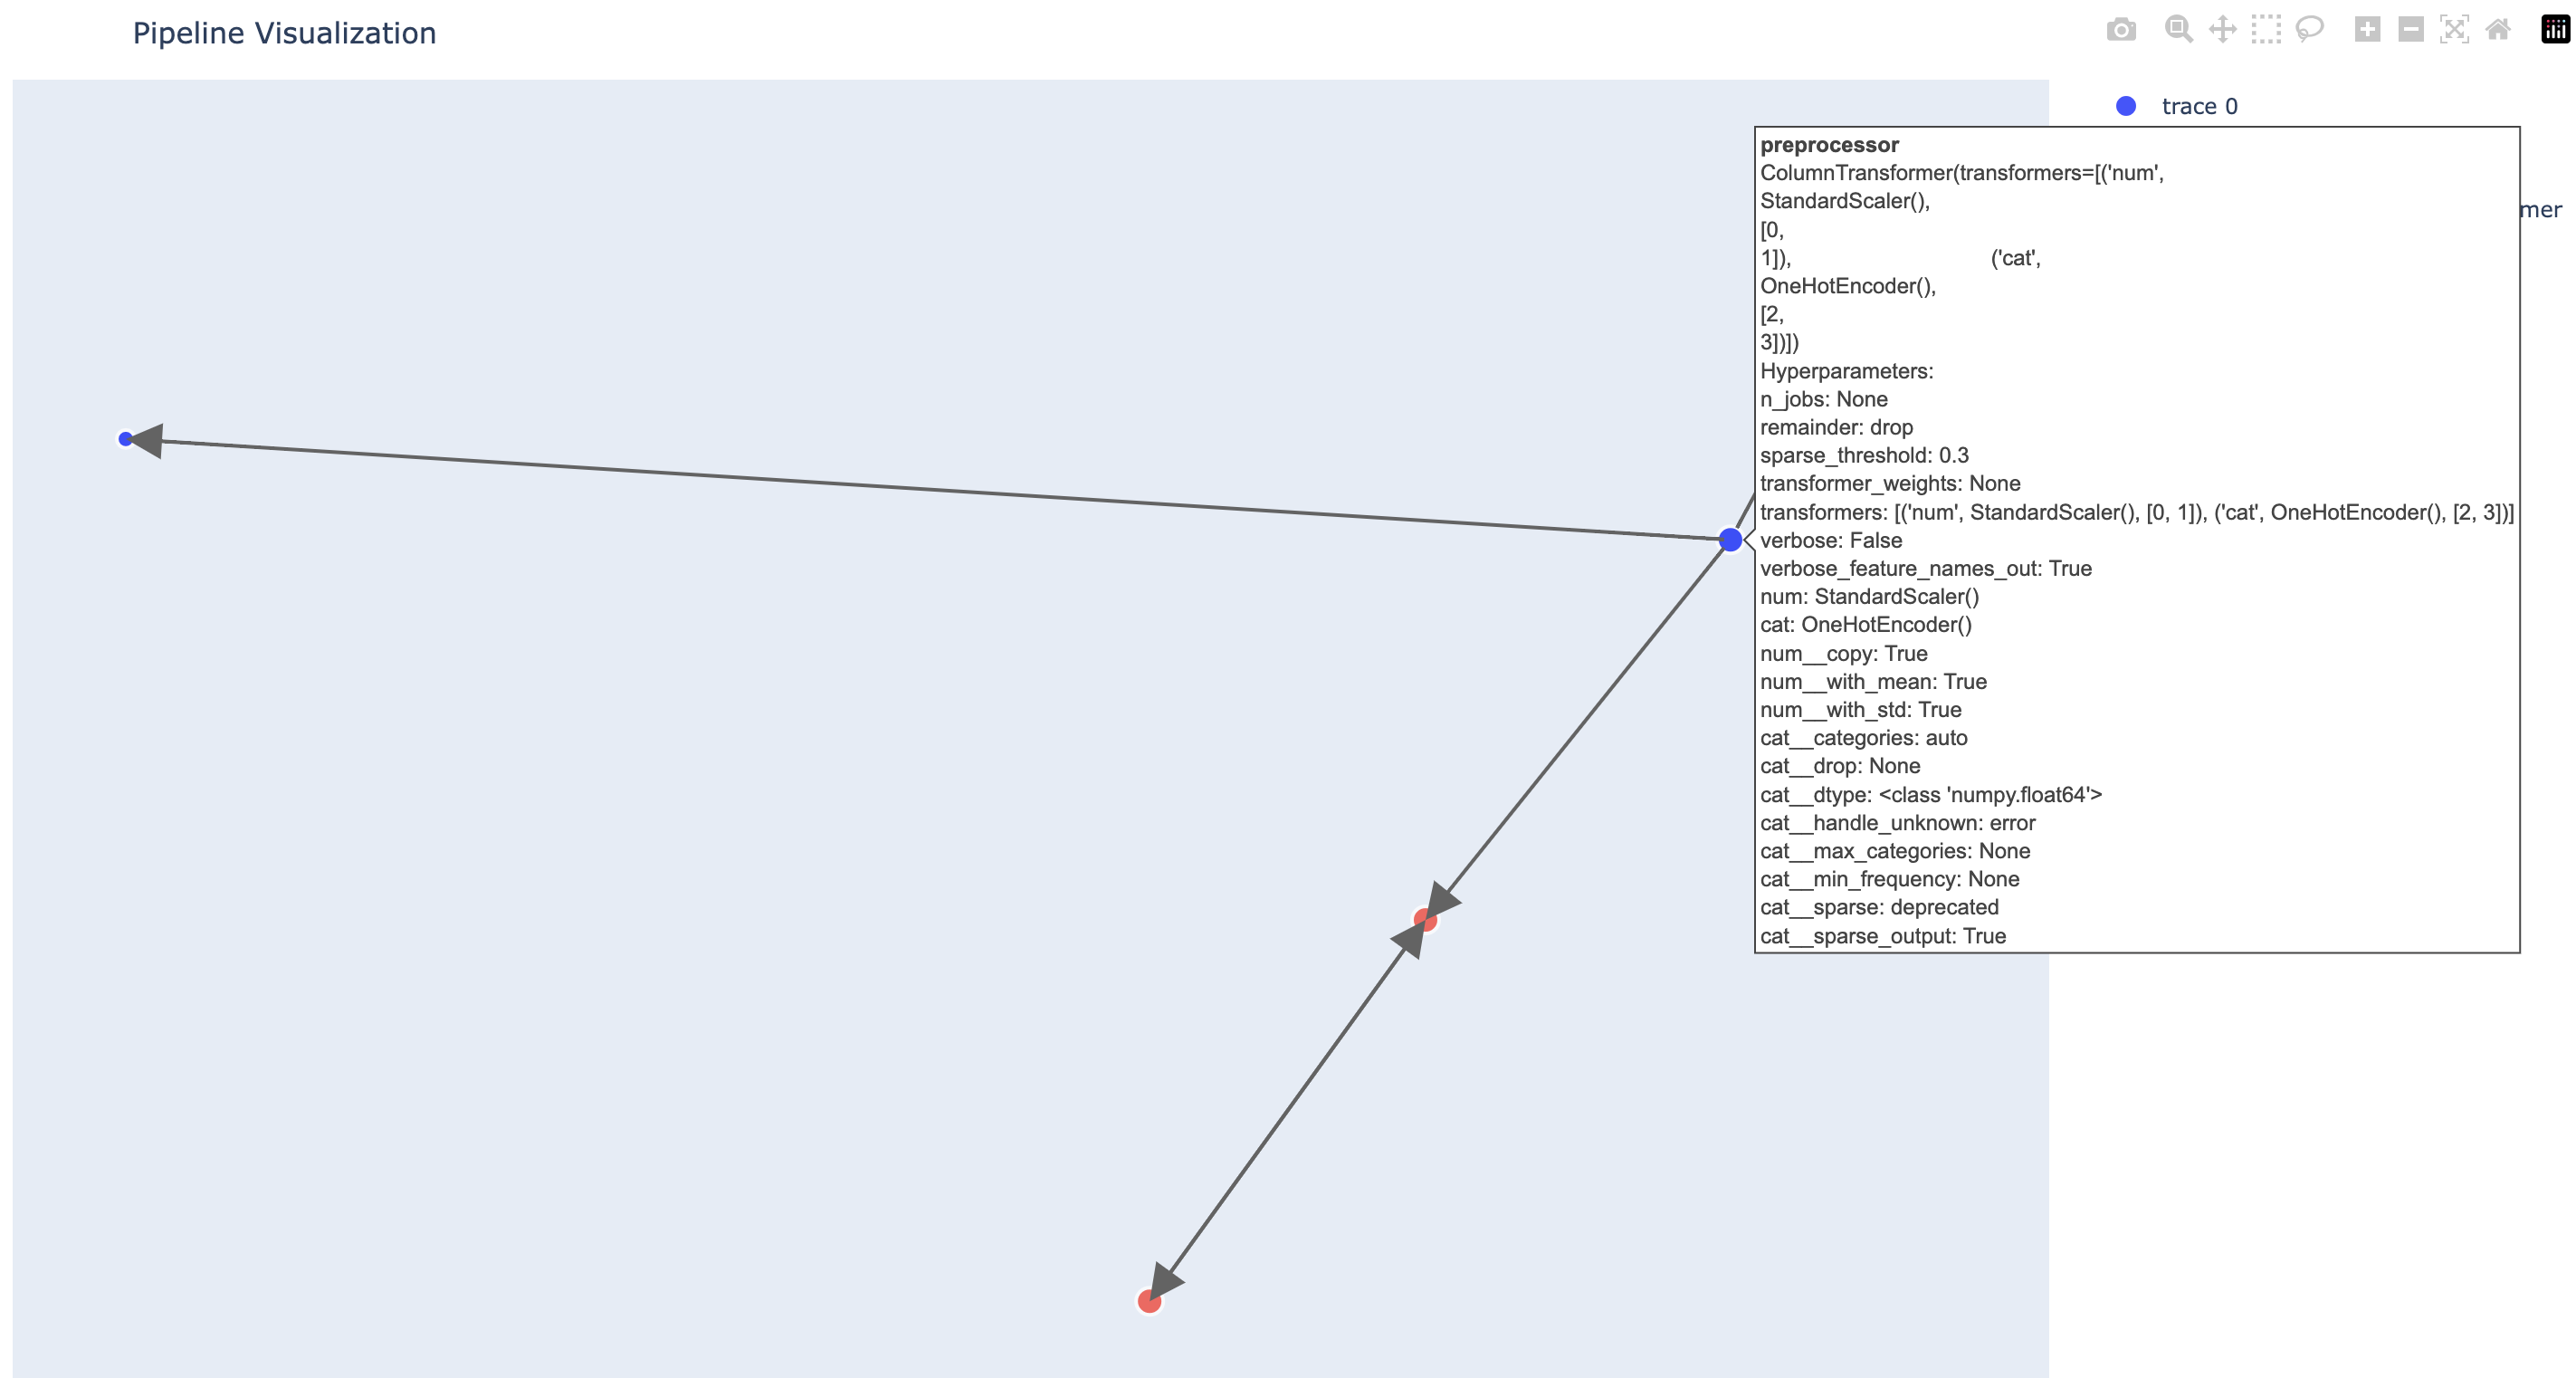 Pipeline Visualization
trace 0
mer
preprocessor
ColumnTransformer(transformers=[('num',
StandardScaler(),
[0,
1]), ('cat',
OneHotEncoder(),
[2,
3])])
Hyperparameters:
n_jobs: None
remainder: drop
sparse_threshold: 0.3
transformer_weights: None
transformers: [('num', StandardScaler(), [0, 1]), ('cat', OneHotEncoder(), [2, 3])]
verbose: False
verbose_feature_names_out: True
num: StandardScaler()
cat: OneHotEncoder()
num__copy: True
num__with_mean: True
num__with_std: True
cat__categories: auto
cat__drop: None
cat__dtype: <class 'numpy.float64'>
cat__handle_unknown: error
cat__max_categories: None
cat__min_frequency: None
cat__sparse: deprecated
cat__sparse_output: True